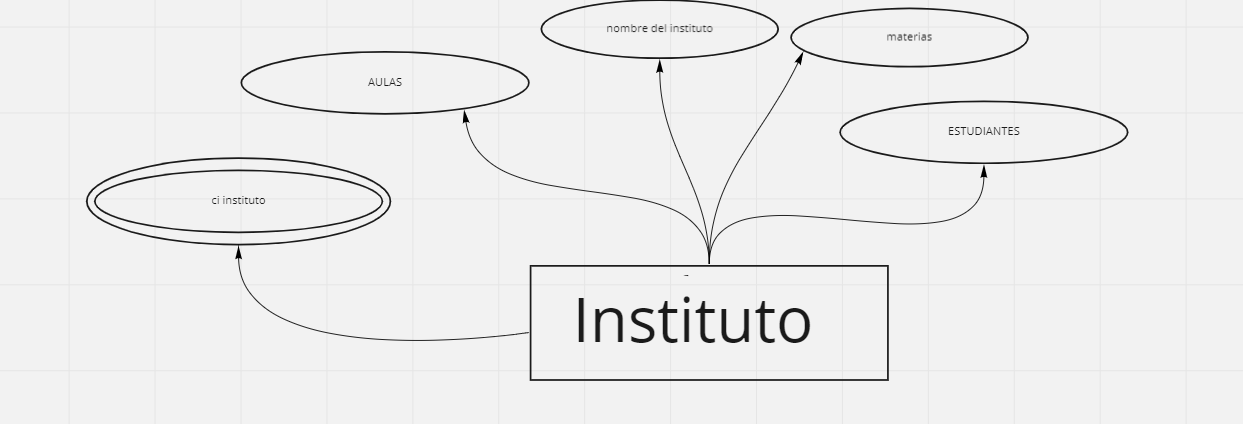 nombre del instituto
materias
AULAS
ESTUDIANTES
ci instituto
Instituto